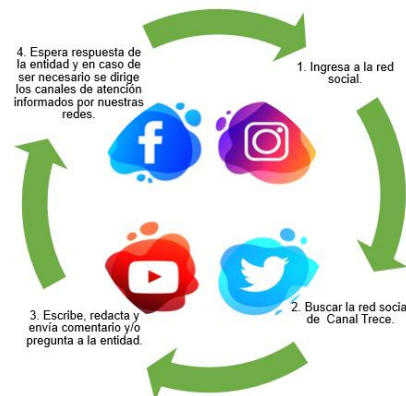 1. Ingresa a la red
social.
2. Buscar la red social
de Canal Trece.
3. Escribe, redacta y
envía comentario y/o
pregunta a la entidad.
4. Espera respuesta de
la entidad y en caso de
ser necesario se dirige
los canales de atención
informados por nuestras
redes.